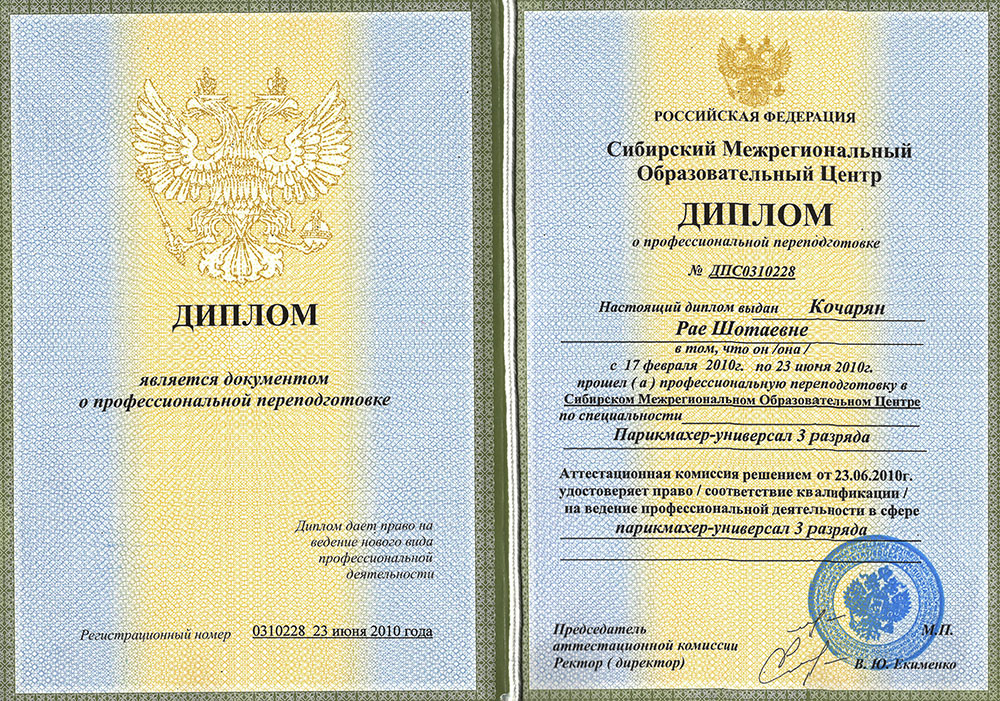 ДИПЛОМ
является документом
о профессиональной переподготовке
Диплом дает право на
ведение нового вида
профессиональной
деятельности
Регистрационный номер 0310228 23 июня 2010 года
РОССИЙСКАЯ ФЕДЕРАЦИЯ
Сибирский Межрегиональный
Образовательный Центр
ДИПЛОМ
о профессиональной переподготовке
№ ДПС0310228
Настоящий диплом выдан Кочарян
Рае Шотаевне
в том, что он /она /
с 17 февраля 2010г. по 23 июня 2010г.
прошел ( а ) профессиональную переподготовку в
Сибирском Межрегиональном Образовательном Центре
по специальности
Парикмахер-универсал 3 разряда
Аттестационная комиссия решением от 23.06.2010г.
удостоверяет право / соответствие квалификации /
на ведение профессиональной деятельности в сфере
парикмахер-универсал 3 разряда
Председатель
аттестационной комиссии
М.П.
Ректор ( директор) В. Ю. Екименко